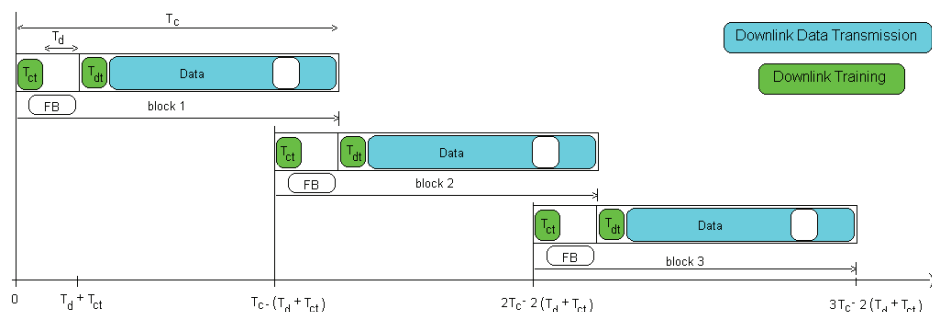 T_c
T_d
Downlink Data Transmission
T_ct
T_dt
Data
Downlink Training
FB
block 1
T_ct
T_dt
Data
FB
block 2
T_ct
T_dt
Data
FB
block 3
0
T_d + T_ct
T_c - (T_d + T_ct)
2T_c - 2 (T_d + T_ct)
3T_c - 2 (T_d + T_ct)